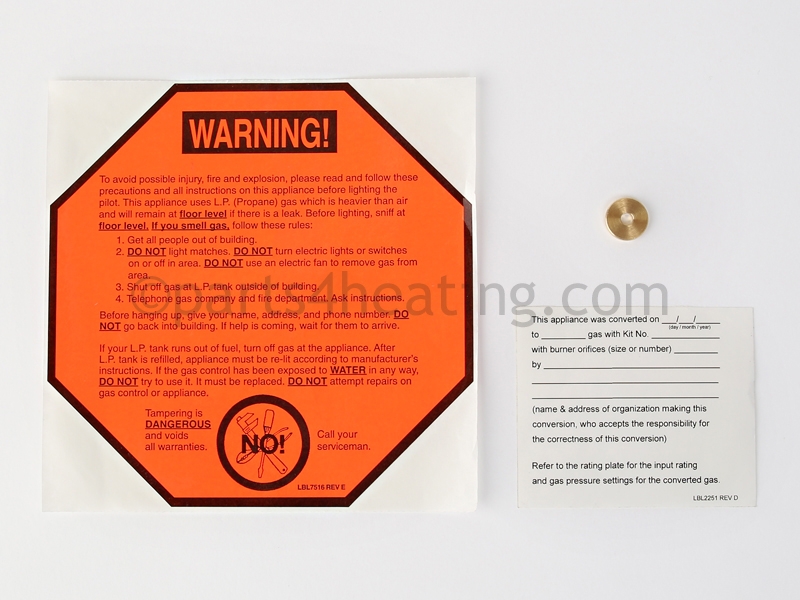 WARNING!
To avoid possible injury, fire and explosion, please read and follow these
precautions and all instructions on this appliance before lighting the
pilot. This appliance uses L.P. (Propane) gas which is heavier than air
and will remain at floor level if there is a leak. Before lighting, sniff at
floor level. If you smell gas, follow these rules:
1. Get all people out of building.
2. DO NOT light matches. DO NOT turn electric lights or switches
on or off in area. DO NOT use an electric fan to remove gas from
area.
3. Shut off gas at L.P. tank outside of building.
4. Telephone gas company and fire department. Ask instructions.
Before hanging up, give your name, address, and phone number. DO
NOT go back into building. If help is coming, wait for them to arrive.
If your L.P. tank runs out of fuel, turn off gas at the appliance. After
L.P. tank is refilled, appliance must be re-lit according to manufacturer's
instructions. If the gas control has been exposed to WATER in any way,
DO NOT try to use it. It must be replaced. DO NOT attempt repairs on
gas control or appliance.
Tampering is
DANGEROUS
and voids
all warranties.
NO!
Call your
serviceman.
LBL7516 REV E
©parts4heating.com
This appliance was converted on ___/___/_____
(day / month / year)
to _________ gas with Kit No. ______________
with burner orifices (size or number) _________
by ____________________________________
(name & address of organization making this
conversion, who accepts the responsibility for
the correctness of this conversion)
Refer to the rating plate for the input rating
and gas pressure settings for the converted gas.
LBL2251 REV D